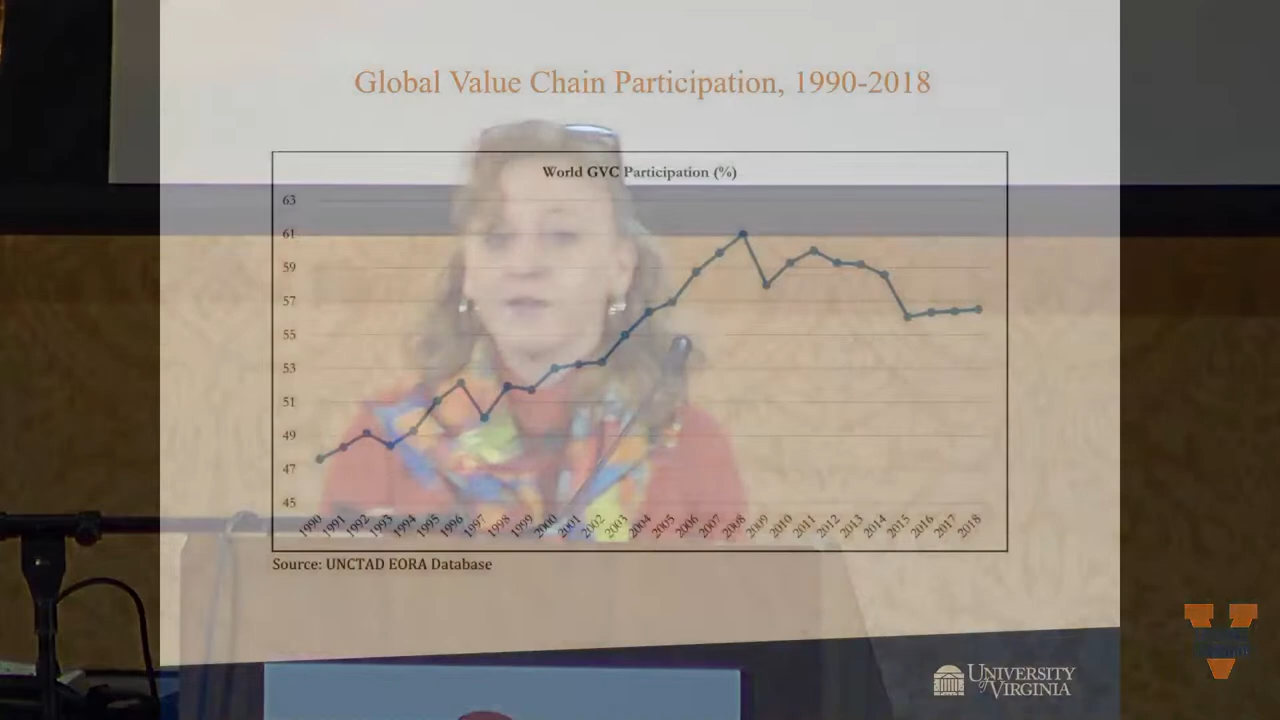 Global Value Chain Participation, 1990-2018
World GVC Participation (%)
63
61
59
57
55
53
51
49
47
45
1990 1991 1992 1993 1994 1995 1996 1997 1998 1999 2000 2001 2002 2003 2004 2005 2006 2007 2008 2009 2010 2011 2012 2013 2014 2015 2016 2017 2018
Source: UNCTAD EORA Database
UNIVERSITY
of VIRGINIA